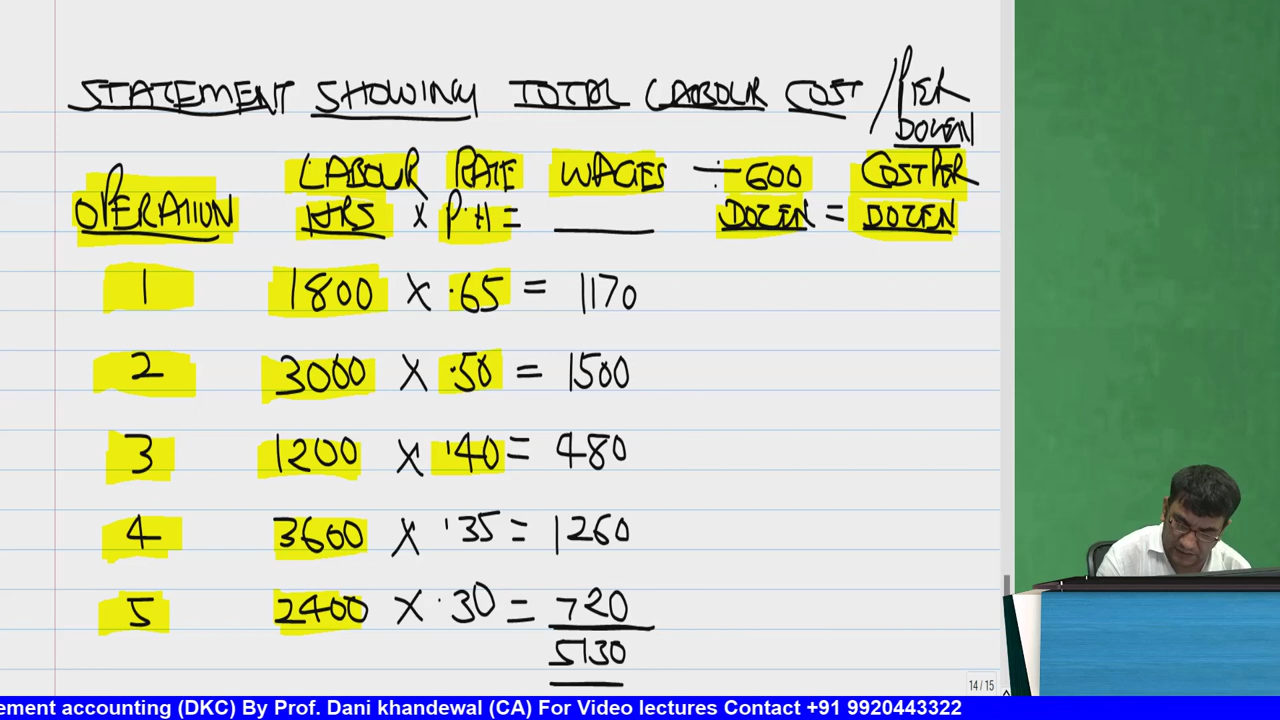 STATEMENT SHOWING TOTAL LABOUR COST / PER DOZEN
OPERATION LABOUR HRS × RATE P.H = WAGES ÷ 600 DOZEN = COST PER DOZEN
1 1800 × .65 = 1170
2 3000 × .50 = 1500
3 1200 × .40 = 480
4 3600 × .35 = 1260
5 2400 × .30 = 720
5130
14 / 15
ement accounting (DKC) By Prof. Dani khandewal (CA) For Video lectures Contact +91 9920443322